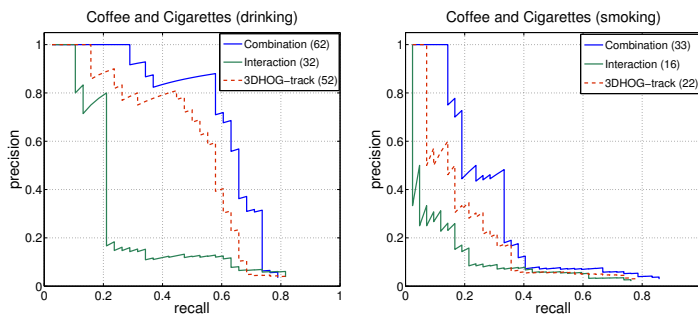 Coffee and Cigarettes (drinking)
1
0.8
0.6
0.4
0.2
0
precision
0
0.2
0.4
0.6
0.8
1
recall
Combination (62)
Interaction (32)
3DHOG-track (52)
Coffee and Cigarettes (smoking)
1
0.8
0.6
0.4
0.2
0
precision
0
0.2
0.4
0.6
0.8
1
recall
Combination (33)
Interaction (16)
3DHOG-track (22)